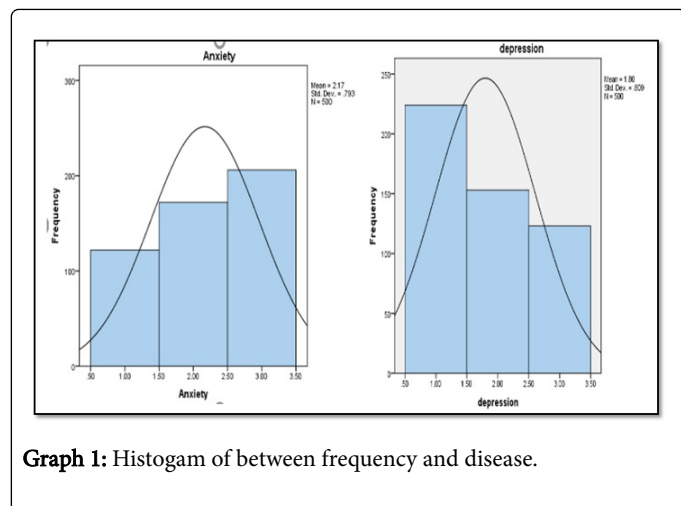 Anxiety
Mean = 2.17
Std. Dev. = .793
N = 500
300
200
100
0
Frequency
.50 1.00 1.50 2.00 2.50 3.00 3.50
Anxiety
depression
Mean = 1.80
Std. Dev. = .809
N = 500
250
200
150
100
50
0
Frequency
.50 1.00 1.50 2.00 2.50 3.00 3.50
depression
Graph 1: Histogam of between frequency and disease.